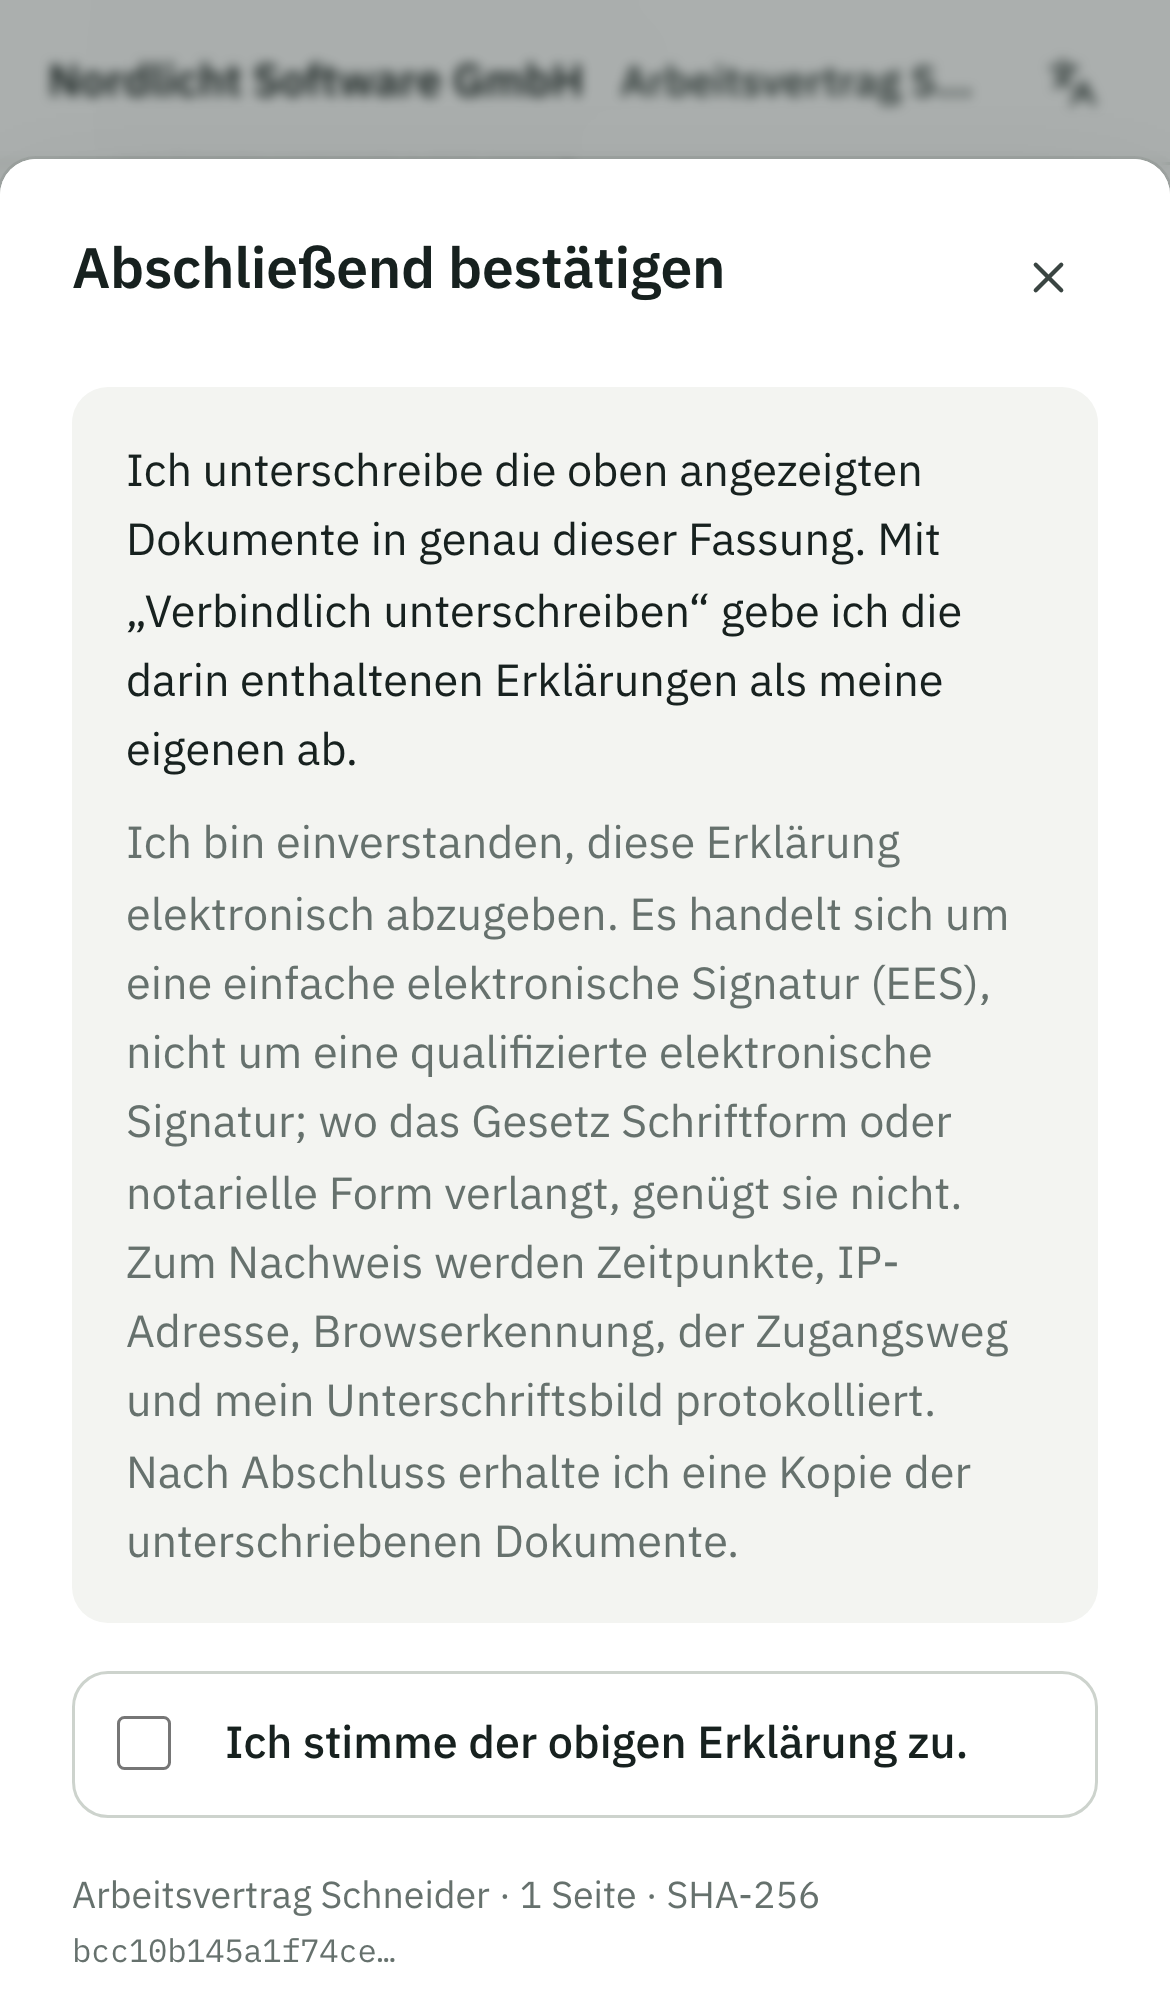 Nordlicht Software GmbH Arbeitsvertrag S...
Abschließend bestätigen
Ich unterschreibe die oben angezeigten
Dokumente in genau dieser Fassung. Mit
„Verbindlich unterschreiben“ gebe ich die
darin enthaltenen Erklärungen als meine
eigenen ab.
Ich bin einverstanden, diese Erklärung
elektronisch abzugeben. Es handelt sich um
eine einfache elektronische Signatur (EES),
nicht um eine qualifizierte elektronische
Signatur; wo das Gesetz Schriftform oder
notarielle Form verlangt, genügt sie nicht.
Zum Nachweis werden Zeitpunkte, IP-
Adresse, Browserkennung, der Zugangsweg
und mein Unterschriftsbild protokolliert.
Nach Abschluss erhalte ich eine Kopie der
unterschriebenen Dokumente.
Ich stimme der obigen Erklärung zu.
Arbeitsvertrag Schneider · 1 Seite · SHA-256
bcc10b145a1f74ce…